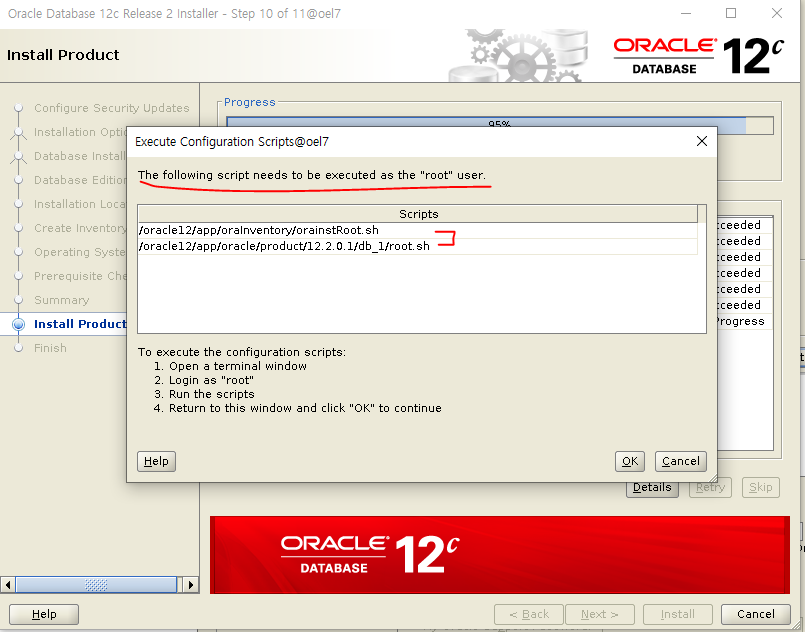 Oracle Database 12c Release 2 Installer - Step 10 of 11@oel7
Install Product
ORACLE
DATABASE
12c
Configure Security Updates
Installation Optio
Database Install
Database Edition
Installation Loca
Create Inventory
Operating Syste
Prerequisite Che
Summary
Install Product
Finish
Progress
95%
Execute Configuration Scripts@oel7
The following script needs to be executed as the "root" user.
Scripts
/oracle12/app/oraInventory/orainstRoot.sh
/oracle12/app/oracle/product/12.2.0.1/db_1/root.sh
To execute the configuration scripts:
1. Open a terminal window
2. Login as "root"
3. Run the scripts
4. Return to this window and click "OK" to continue
Help
OK
Cancel
cceeded
cceeded
cceeded
cceeded
cceeded
cceeded
Progress
Details
Retry
Skip
ORACLE
DATABASE
12c
Help
< Back
Next >
Install
Cancel